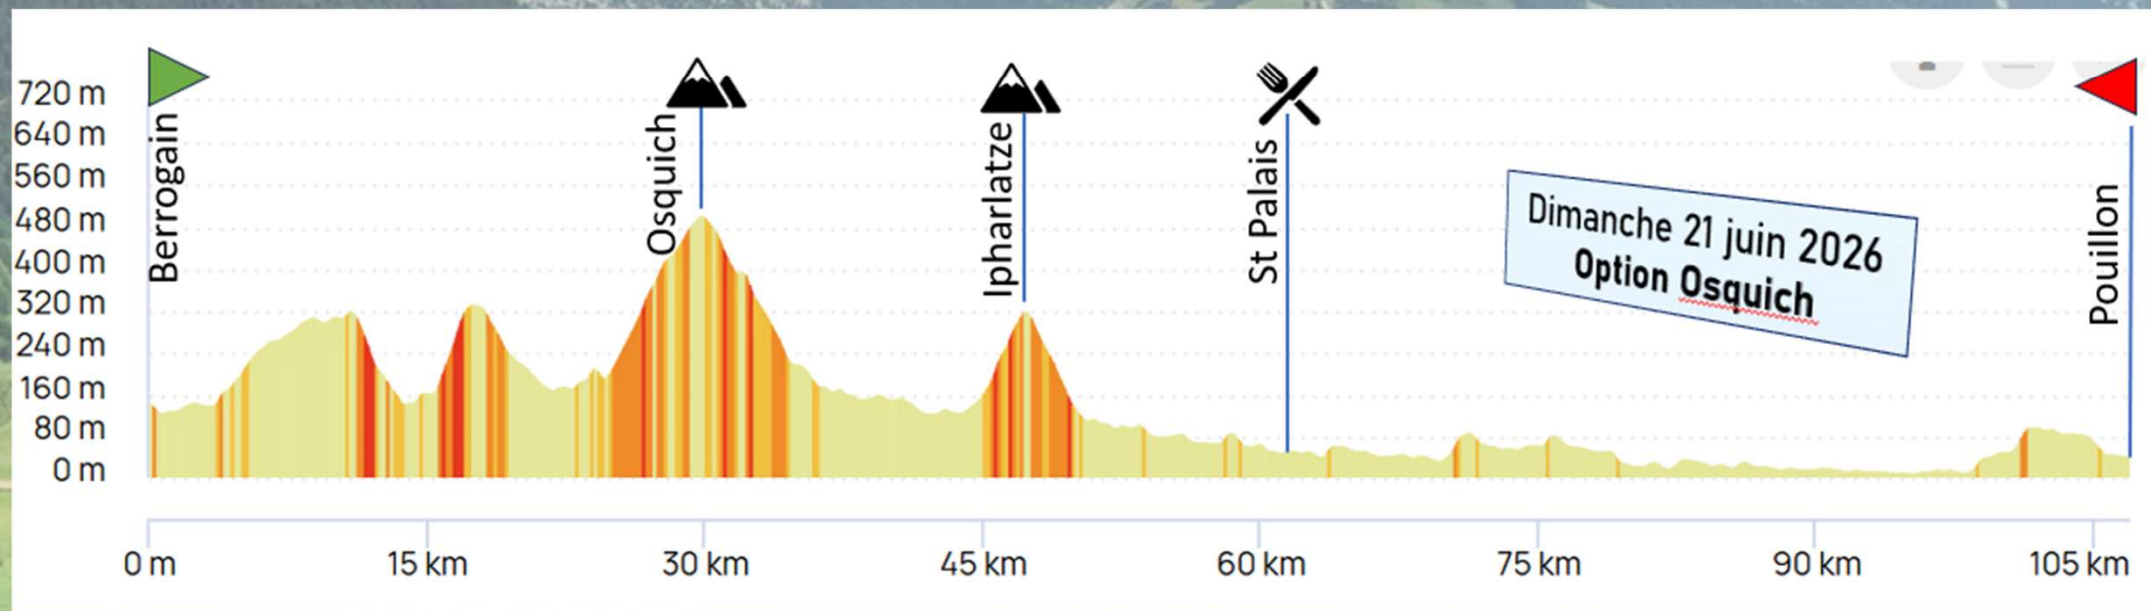 720 m
640 m
560 m
480 m
400 m
320 m
240 m
160 m
80 m
0 m
Berrogain
Osquich
Ipharlatze
St Palais
Pouillon
Dimanche 21 juin 2026
Option Osquich
0 m
15 km
30 km
45 km
60 km
75 km
90 km
105 km